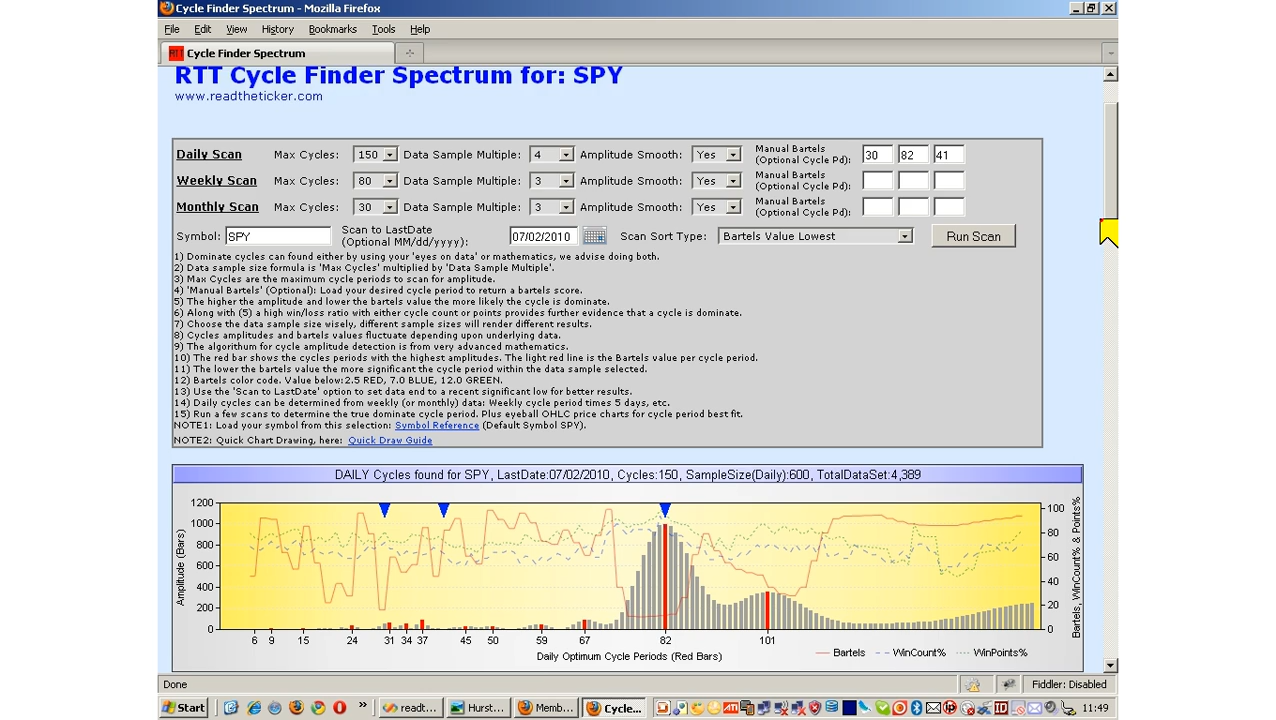 Cycle Finder Spectrum - Mozilla Firefox
File Edit View History Bookmarks Tools Help
RTT Cycle Finder Spectrum
RTT Cycle Finder Spectrum for: SPY
www.readtheticker.com
Daily Scan Max Cycles: 150 Data Sample Multiple: 4 Amplitude Smooth: Yes Manual Bartels (Optional Cycle Pd): 30 82 41
Weekly Scan Max Cycles: 80 Data Sample Multiple: 3 Amplitude Smooth: Yes Manual Bartels (Optional Cycle Pd):
Monthly Scan Max Cycles: 30 Data Sample Multiple: 3 Amplitude Smooth: Yes Manual Bartels (Optional Cycle Pd):
Symbol: SPY Scan to LastDate (Optional MM/dd/yyyy): 07/02/2010 Scan Sort Type: Bartels Value Lowest Run Scan
1) Dominate cycles can found either by using your 'eyes on data' or mathematics, we advise doing both.
2) Data sample size formula is 'Max Cycles' multiplied by 'Data Sample Multiple'.
3) Max Cycles are the maximum cycle periods to scan for amplitude.
4) 'Manual Bartels' (Optional): Load your desired cycle period to return a bartels score.
5) The higher the amplitude and lower the bartels value the more likely the cycle is dominate.
6) Along with (5) a high win/loss ratio with either cycle count or points provides further evidence that a cycle is dominate.
7) Choose the data sample size wisely, different sample sizes will render different results.
8) Cycles amplitudes and bartels values fluctuate depending upon underlying data.
9) The algorithum for cycle amplitude detection is from very advanced mathematics.
10) The red bar shows the cycles periods with the highest amplitudes. The light red line is the Bartels value per cycle period.
11) The lower the bartels value the more significant the cycle period within the data sample selected.
12) Bartels color code. Value below:2.5 RED, 7.0 BLUE, 12.0 GREEN.
13) Use the 'Scan to LastDate' option to set data end to a recent significant low for better results.
14) Daily cycles can be determined from weekly (or monthly) data: Weekly cycle period times 5 days, etc.
15) Run a few scans to determine the true dominate cycle period. Plus eyeball OHLC price charts for cycle period best fit.
NOTE1: Load your symbol from this selection: Symbol Reference (Default Symbol SPY).
NOTE2: Quick Chart Drawing, here: Quick Draw Guide
DAILY Cycles found for SPY, LastDate:07/02/2010, Cycles:150, SampleSize(Daily):600, TotalDataSet:4,389
Amplitude (Bars)
1200
1000
800
600
400
200
0
100
80
60
40
20
0
Bartels, WinCount% & Points%
6 9 15 24 31 34 37 45 50 59 67 82 101
Daily Optimum Cycle Periods (Red Bars)
Bartels WinCount% WinPoints%
Done Fiddler: Disabled
Start readt... Hurst... Memb... Cycle... 11:49